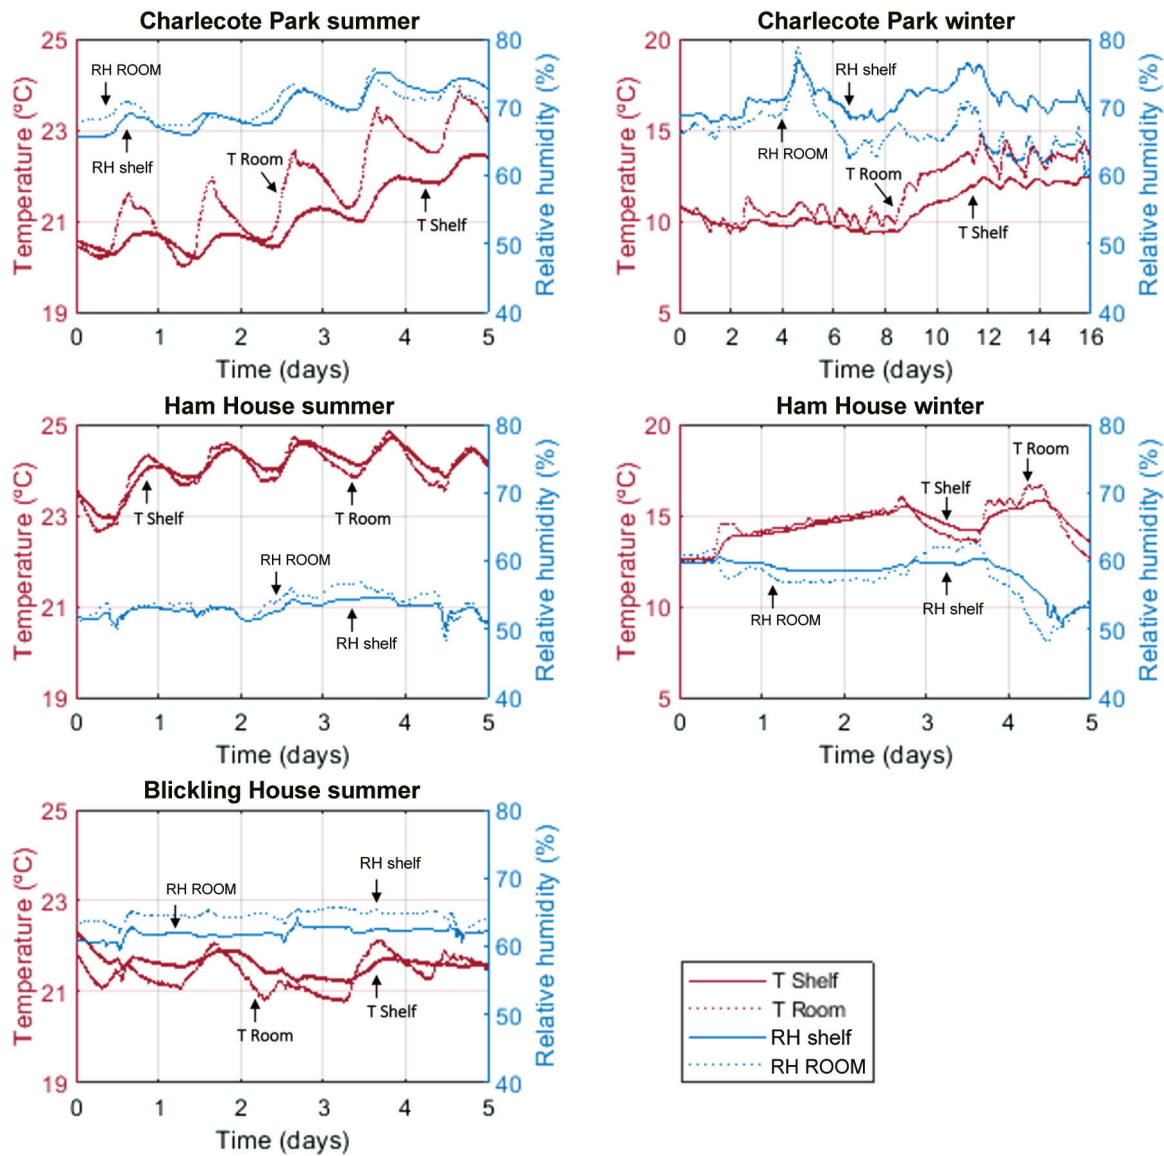 Charlecote Park summer
25
23
21
19
Temperature (ºC)
80
70
60
50
40
Relative humidity (%)
RH ROOM
RH shelf
T Room
T Shelf
0 1 2 3 4 5
Time (days)
Charlecote Park winter
20
15
10
5
Temperature (ºC)
80
70
60
50
40
Relative humidity (%)
RH shelf
RH ROOM
T Room
T Shelf
0 2 4 6 8 10 12 14 16
Time (days)
Ham House summer
25
23
21
19
Temperature (ºC)
80
70
60
50
40
Relative humidity (%)
T Shelf
T Room
RH ROOM
RH shelf
0 1 2 3 4 5
Time (days)
Ham House winter
20
15
10
5
Temperature (ºC)
80
70
60
50
40
Relative humidity (%)
T Room
T Shelf
RH shelf
RH ROOM
0 1 2 3 4 5
Time (days)
Blickling House summer
25
23
21
19
Temperature (ºC)
80
70
60
50
40
Relative humidity (%)
RH shelf
RH ROOM
T Shelf
T Room
0 1 2 3 4 5
Time (days)
T Shelf
T Room
RH shelf
RH ROOM